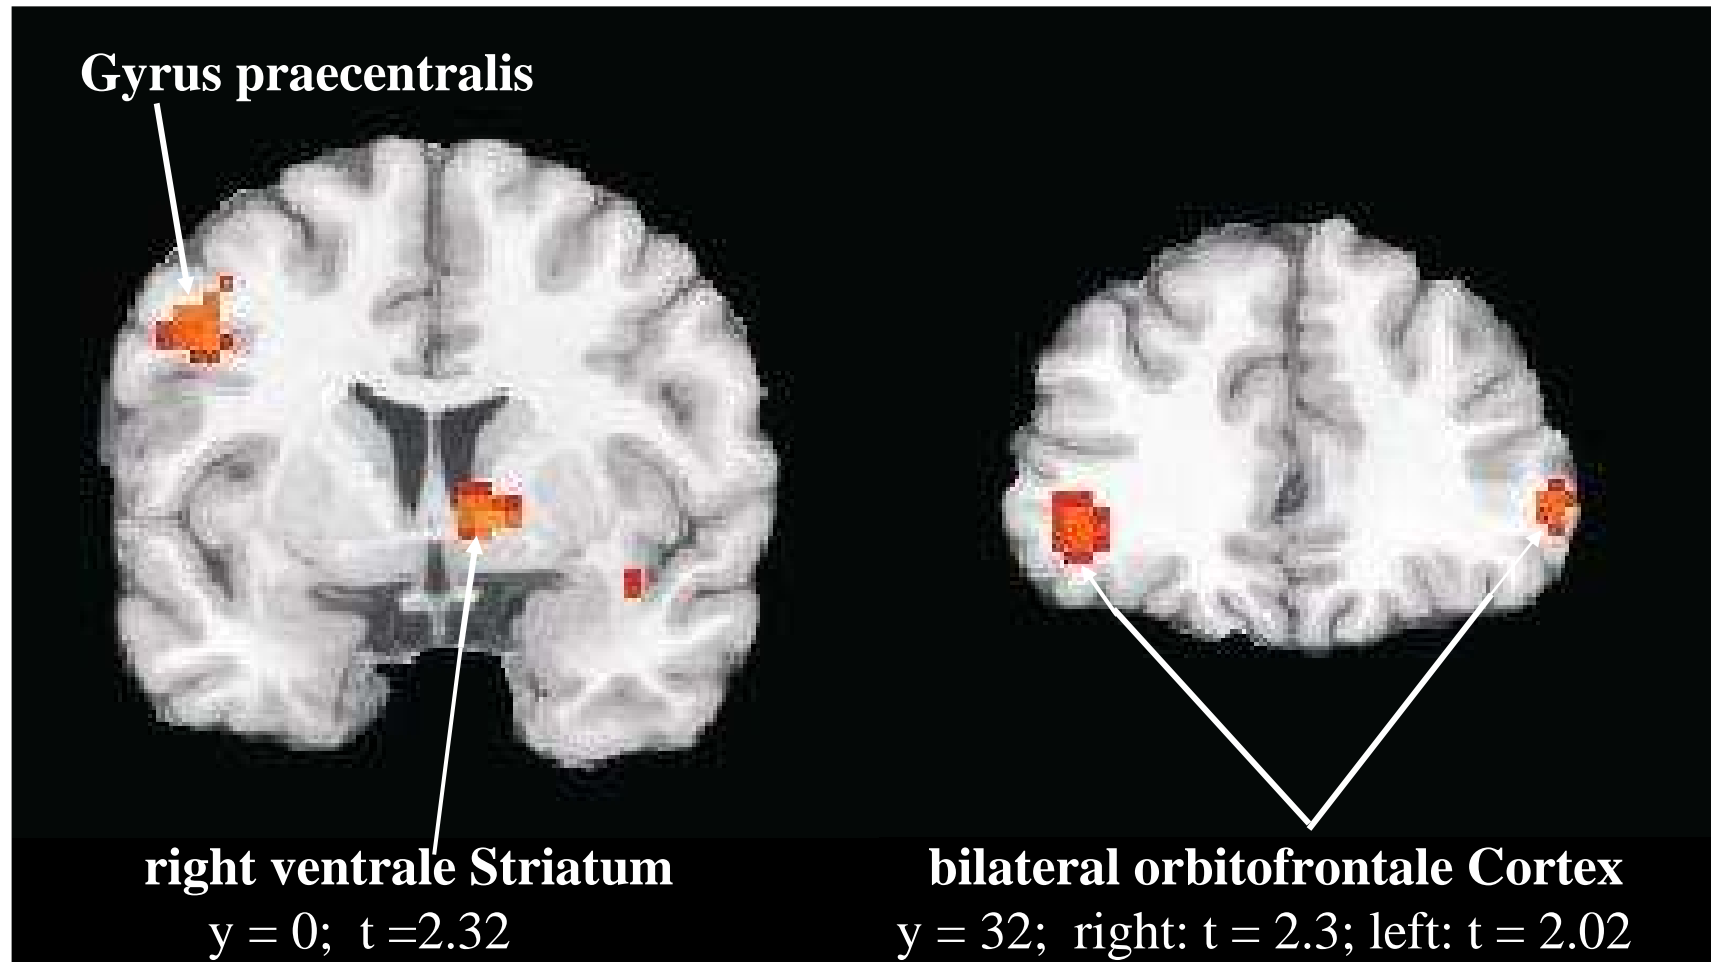 Gyrus praecentralis
right ventrale Striatum
y = 0; t =2.32
bilateral orbitofrontale Cortex
y = 32; right: t = 2.3; left: t = 2.02